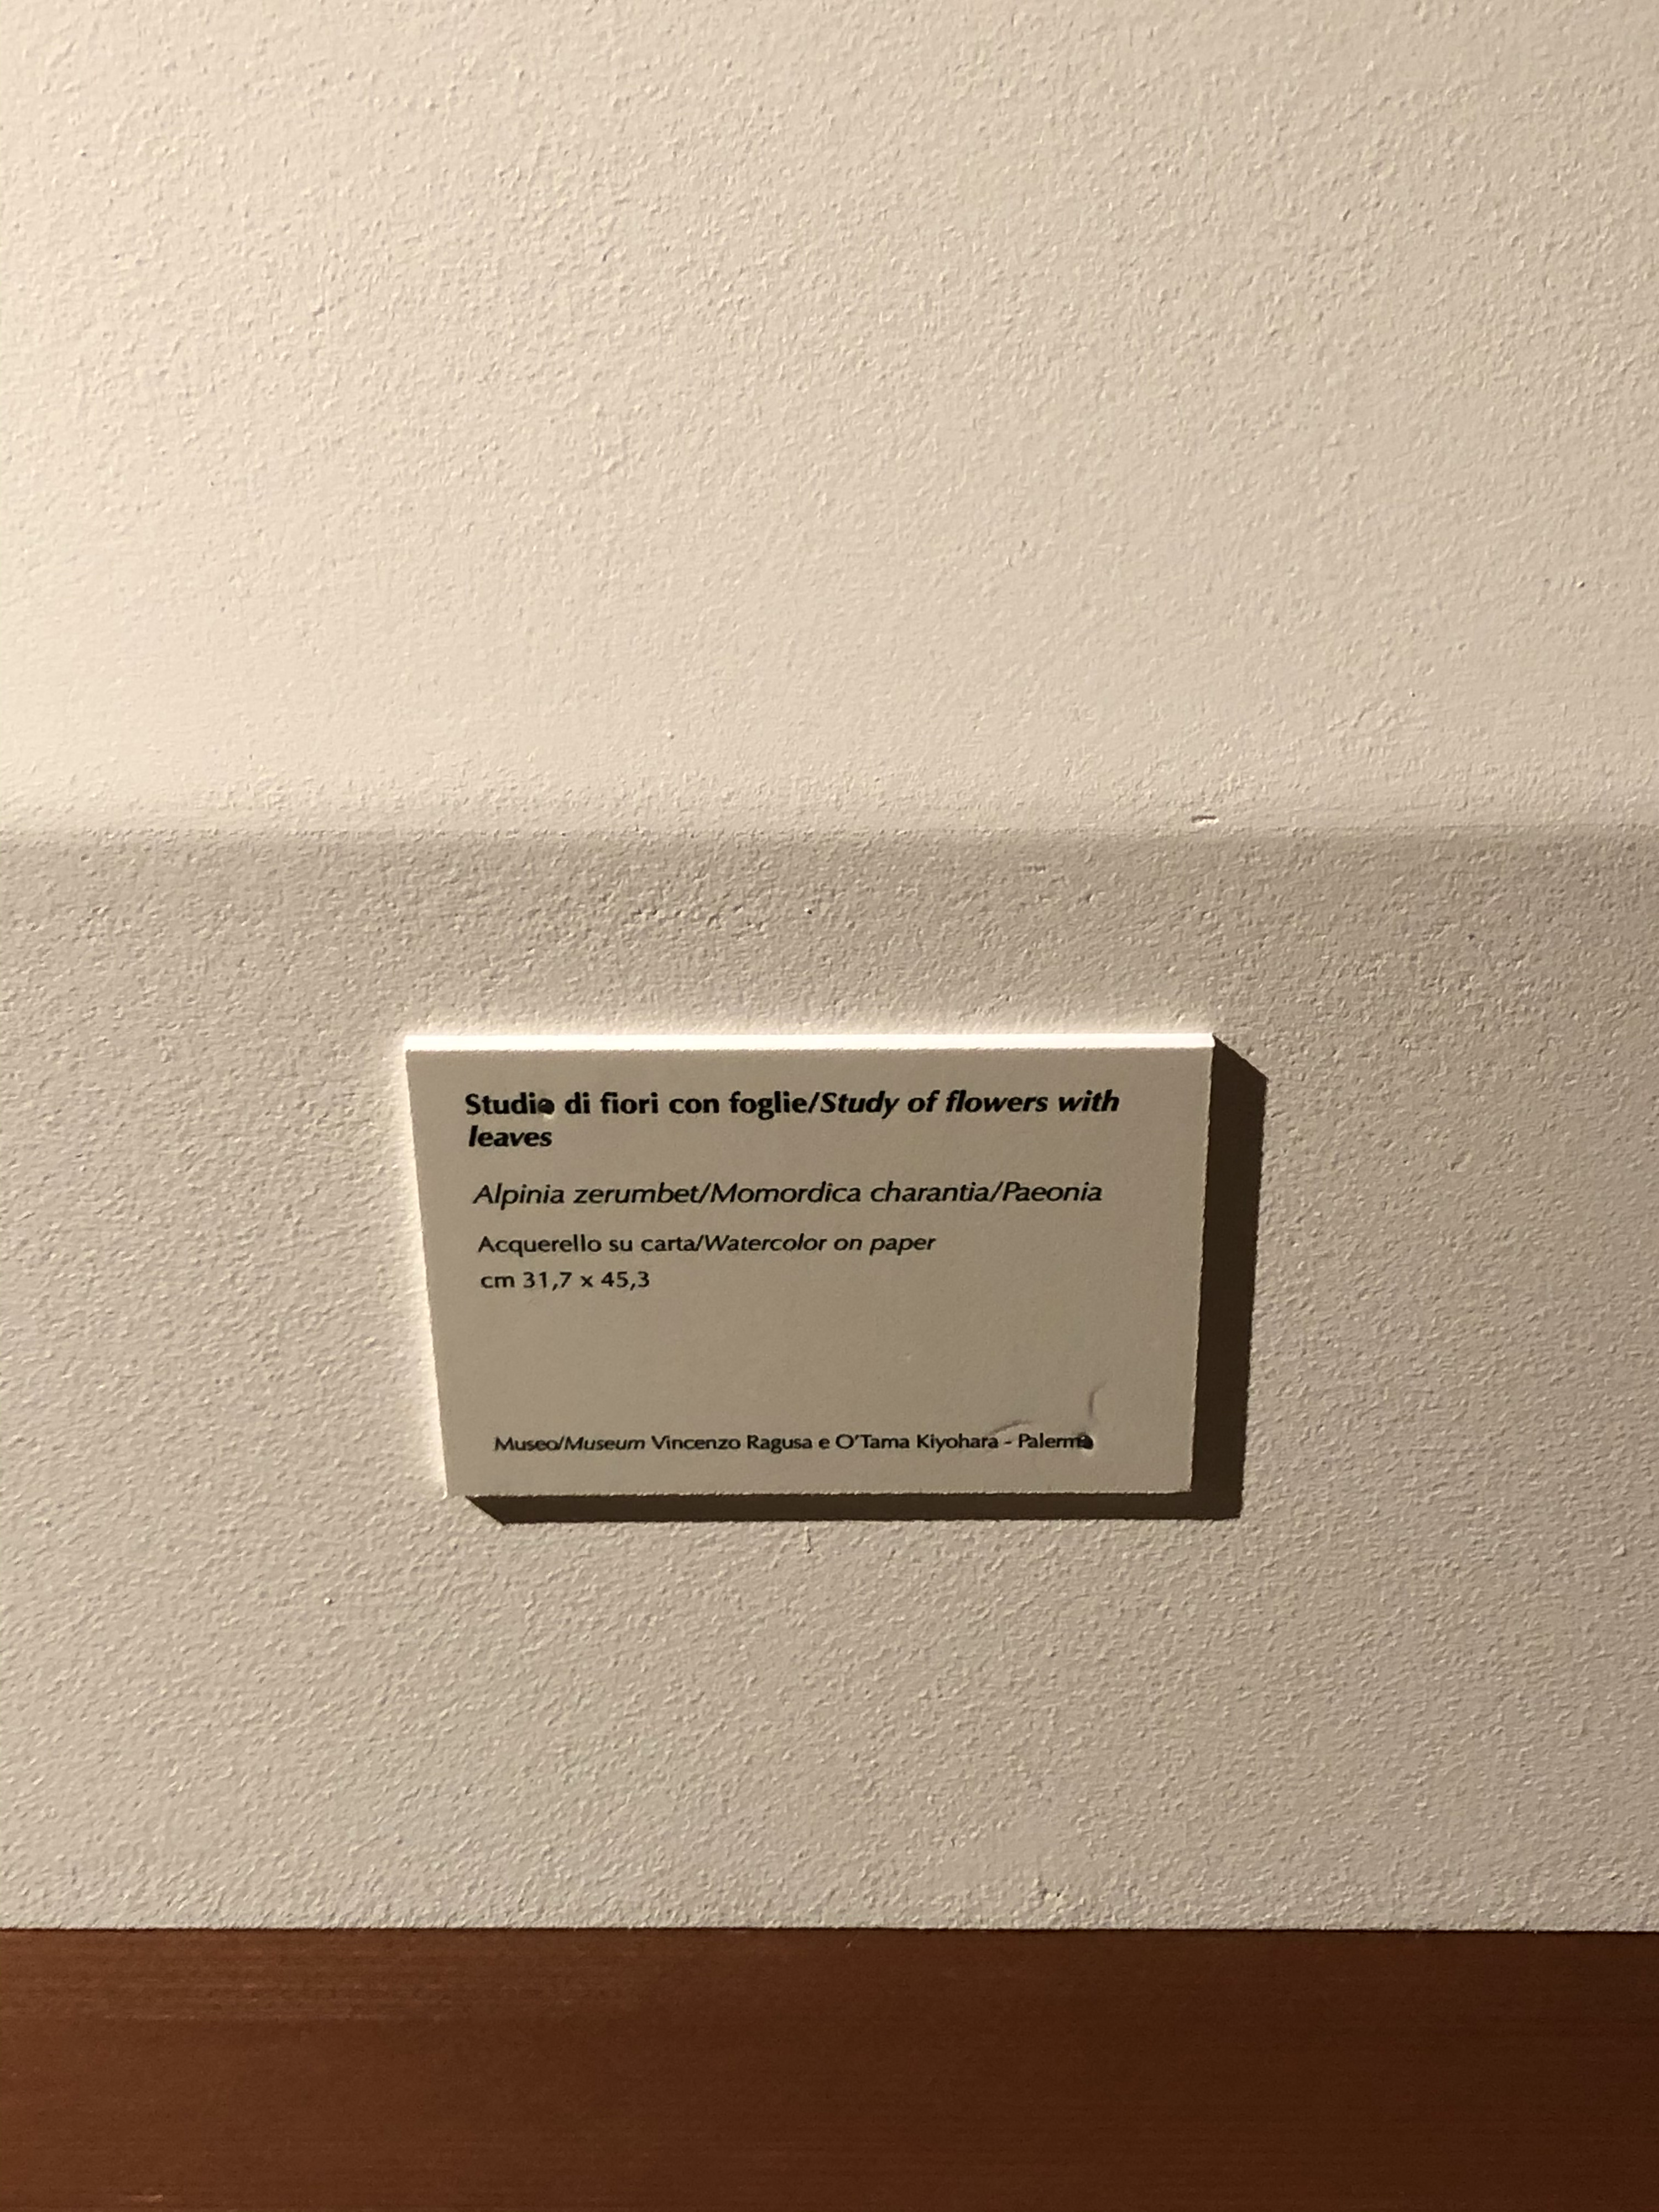 Studio di fiori con foglie/Study of flowers with
leaves
Alpinia zerumbet/Momordica charantia/Paeonia
Acquerello su carta/Watercolor on paper
cm 31,7 x 45,3
Museo/Museum Vincenzo Ragusa e O'Tama Kiyohara - Palermo